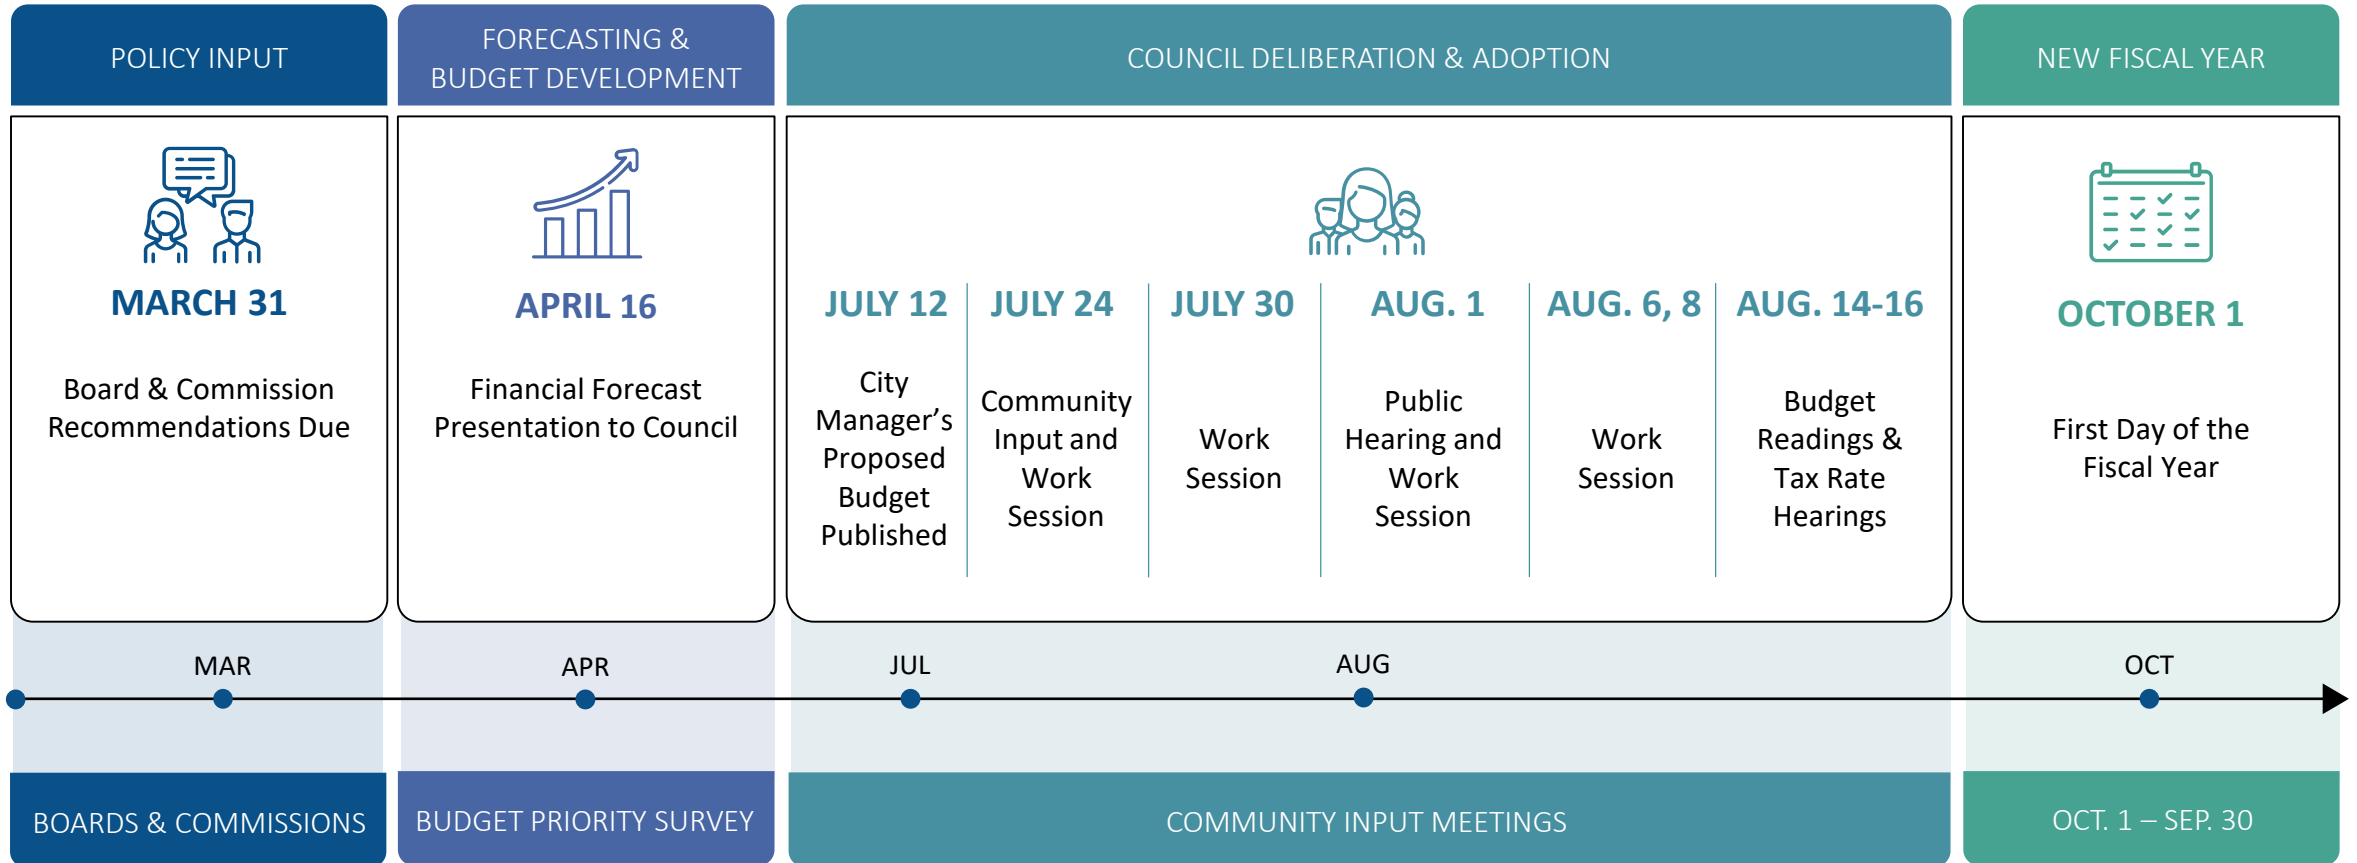 POLICY INPUT
FORECASTING &
BUDGET DEVELOPMENT
COUNCIL DELIBERATION & ADOPTION
NEW FISCAL YEAR
MARCH 31
Board & Commission
Recommendations Due
APRIL 16
Financial Forecast
Presentation to Council
JULY 12
City
Manager’s
Proposed
Budget
Published
JULY 24
Community
Input and
Work
Session
JULY 30
Work
Session
AUG. 1
Public
Hearing and
Work
Session
AUG. 6, 8
Work
Session
AUG. 14-16
Budget
Readings &
Tax Rate
Hearings
OCTOBER 1
First Day of the
Fiscal Year
MAR
APR
JUL
AUG
OCT
BOARDS & COMMISSIONS
BUDGET PRIORITY SURVEY
COMMUNITY INPUT MEETINGS
OCT. 1 – SEP. 30